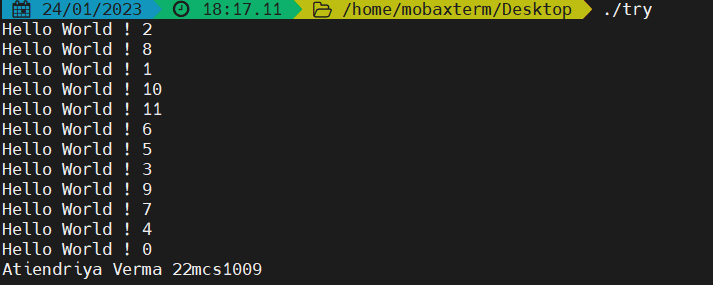 24/01/2023 18:17.11 /home/mobaxterm/Desktop ./try
Hello World ! 2
Hello World ! 8
Hello World ! 1
Hello World ! 10
Hello World ! 11
Hello World ! 6
Hello World ! 5
Hello World ! 3
Hello World ! 9
Hello World ! 7
Hello World ! 4
Hello World ! 0
Atiendriya Verma 22mcs1009